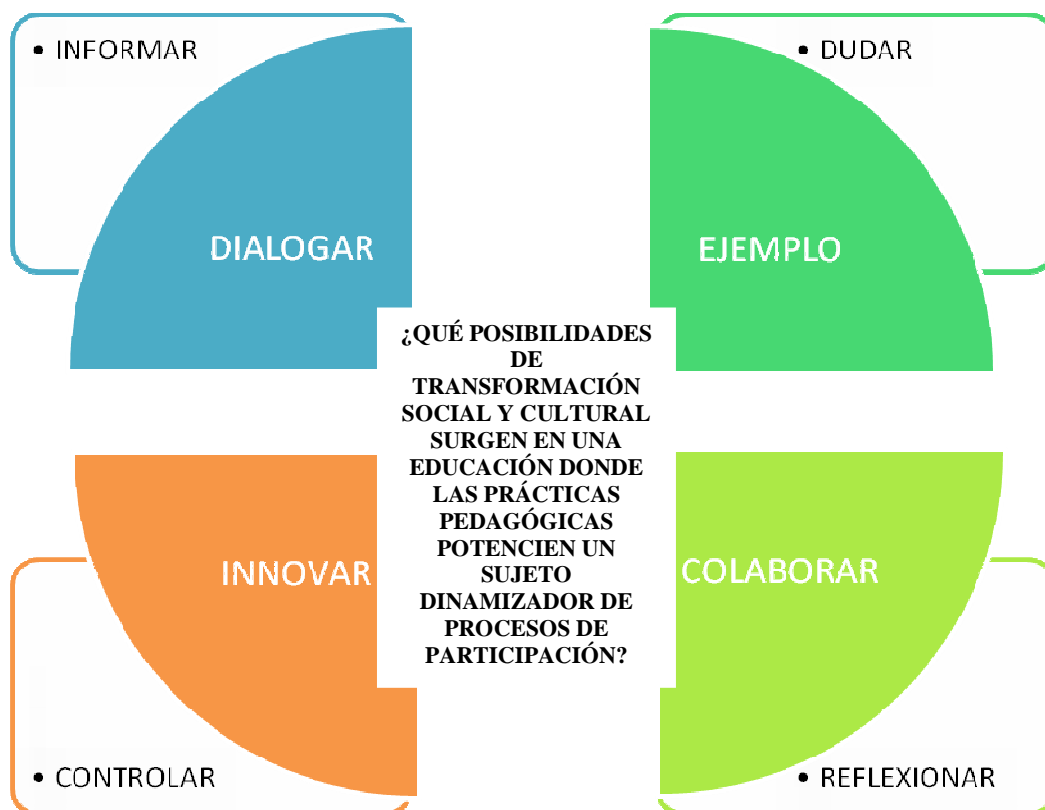 • INFORMAR
• DUDAR
DIALOGAR
EJEMPLO
¿QUÉ POSIBILIDADES
DE
TRANSFORMACIÓN
SOCIAL Y CULTURAL
SURGEN EN UNA
EDUCACIÓN DONDE
LAS PRÁCTICAS
PEDAGÓGICAS
POTENCIEN UN
SUJETO
DINAMIZADOR DE
PROCESOS DE
PARTICIPACIÓN?
INNOVAR
COLABORAR
• CONTROLAR
• REFLEXIONAR